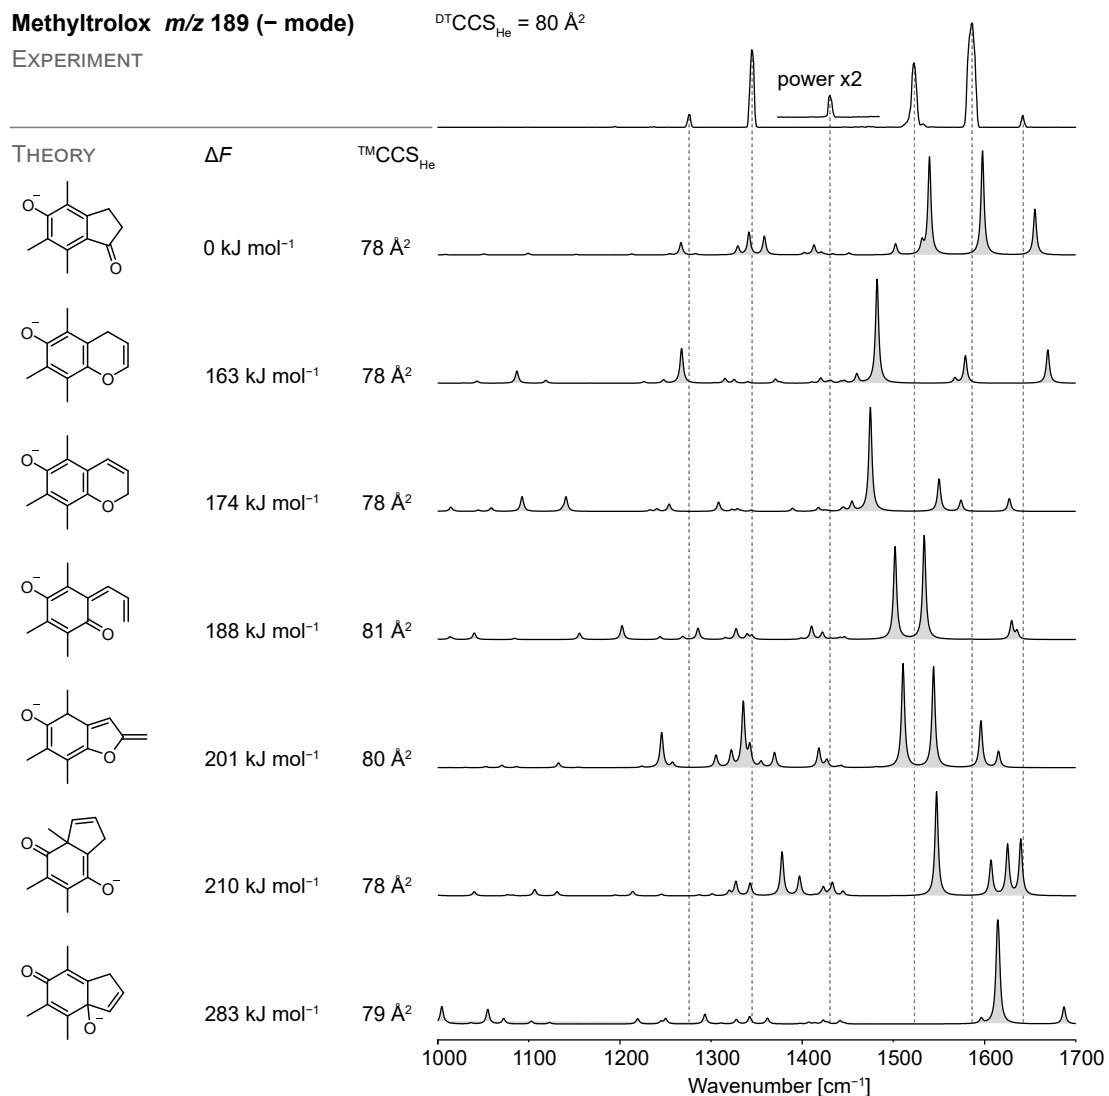 Methyltrolox m/z 189 (− mode)
ᴰᵀCCS_He = 80 Å²
EXPERIMENT
power x2
THEORY
ΔF
ᵀᴹCCS_He
O⁻
O
0 kJ mol⁻¹
78 Å²
O⁻
O
163 kJ mol⁻¹
78 Å²
O⁻
O
174 kJ mol⁻¹
78 Å²
O⁻
O
188 kJ mol⁻¹
81 Å²
O⁻
O
201 kJ mol⁻¹
80 Å²
O
O⁻
210 kJ mol⁻¹
78 Å²
O
O⁻
283 kJ mol⁻¹
79 Å²
1000 1100 1200 1300 1400 1500 1600 1700
Wavenumber [cm⁻¹]